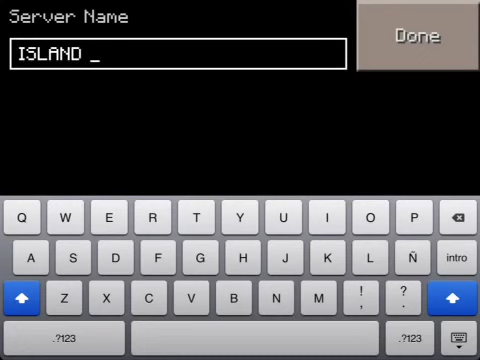 Server Name
Done
ISLAND _
Q W E R T Y U I O P
A S D F G H J K L Ñ intro
Z X C V B N M ! , ? .
.?123 .?123